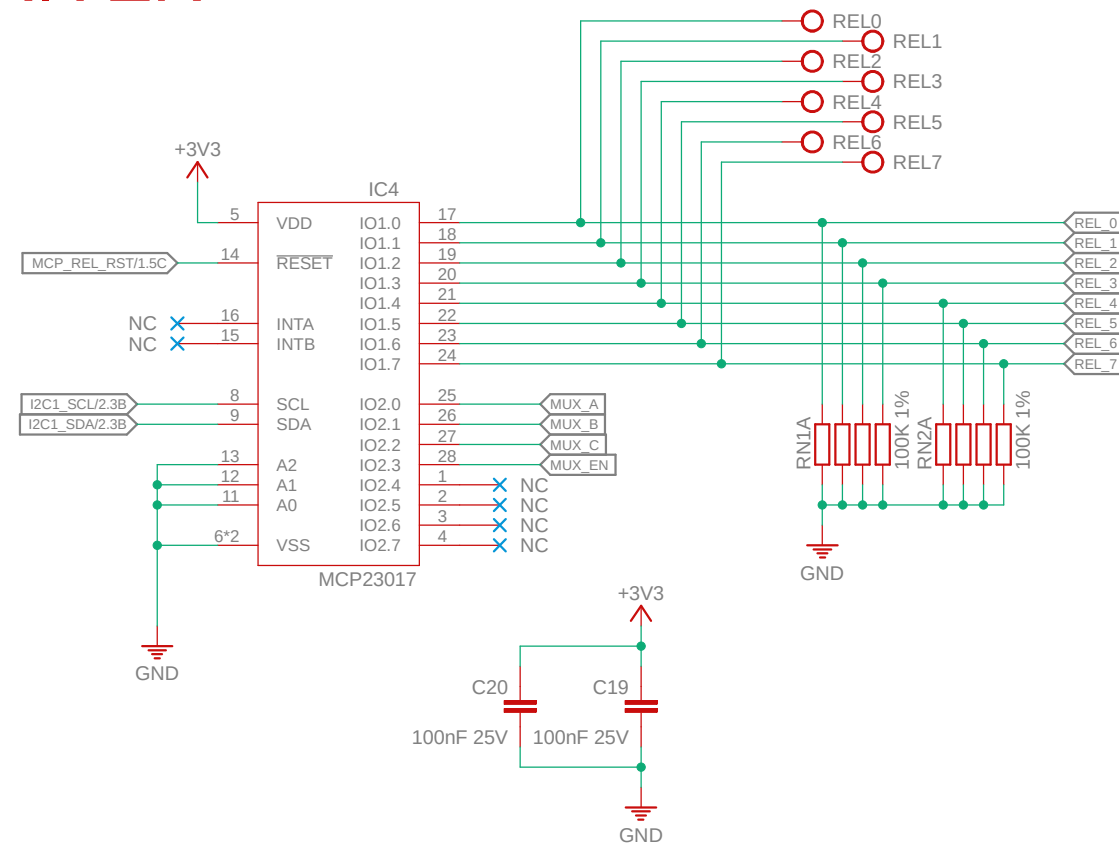 REL0
REL1
REL2
REL3
REL4
REL5
REL6
REL7
+3V3
IC4
5 VDD IO1.0 17 REL_0
IO1.1 18 REL_1
MCP_REL_RST/1.5C 14 RESET IO1.2 19 REL_2
IO1.3 20 REL_3
IO1.4 21 REL_4
NC 16 INTA IO1.5 22 REL_5
NC 15 INTB IO1.6 23 REL_6
IO1.7 24 REL_7
I2C1_SCL/2.3B 8 SCL IO2.0 25 MUX_A
I2C1_SDA/2.3B 9 SDA IO2.1 26 MUX_B
IO2.2 27 MUX_C
13 A2 IO2.3 28 MUX_EN
12 A1 IO2.4 1 NC
11 A0 IO2.5 2 NC
IO2.6 3 NC
6*2 VSS IO2.7 4 NC
MCP23017
GND
RN1A
100K 1%
RN2A
100K 1%
GND
+3V3
C20 C19
100nF 25V 100nF 25V
GND